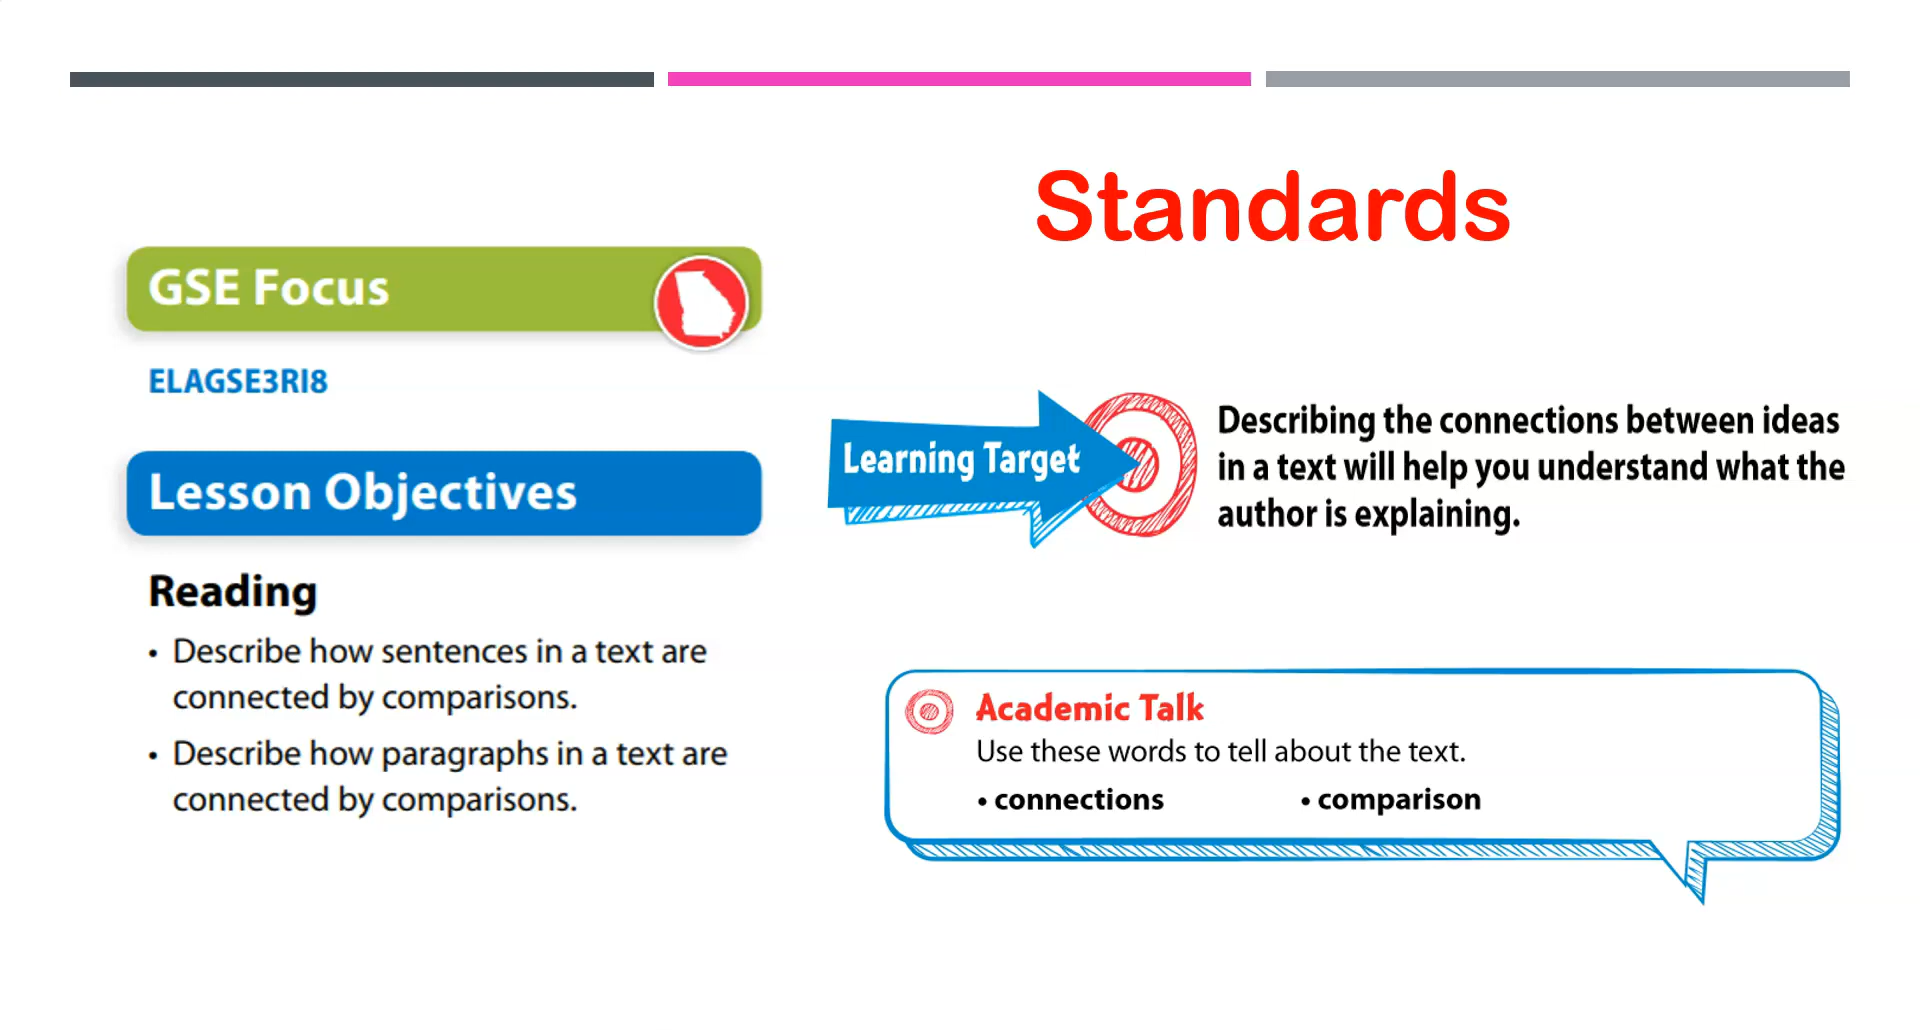 Standards
GSE Focus
ELAGSE3RI8
Lesson Objectives
Reading
• Describe how sentences in a text are
connected by comparisons.
• Describe how paragraphs in a text are
connected by comparisons.
Learning Target
Describing the connections between ideas
in a text will help you understand what the
author is explaining.
Academic Talk
Use these words to tell about the text.
• connections • comparison